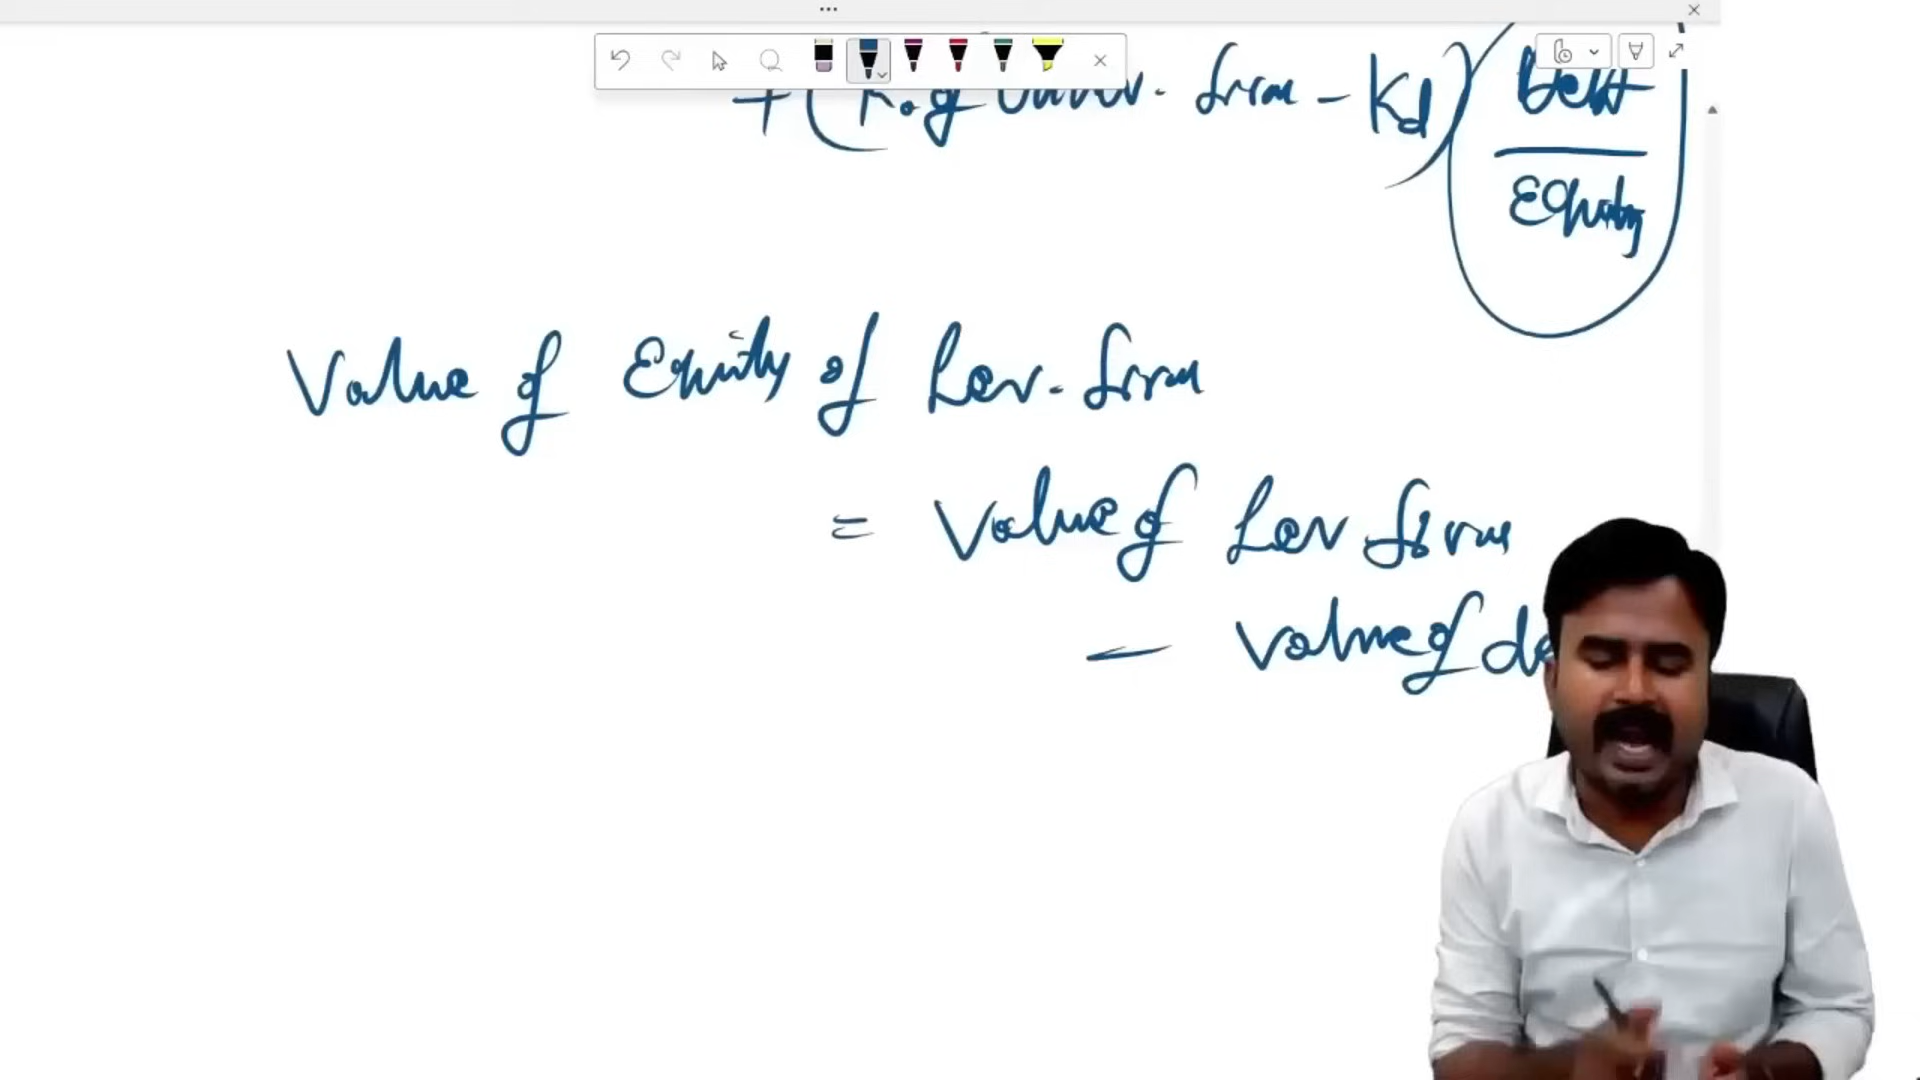 + (Ko of Unlev. firm - Kd) Debt
Equity
Value of Equity of Lev. firm
= Value of Lev firm
- Value of de